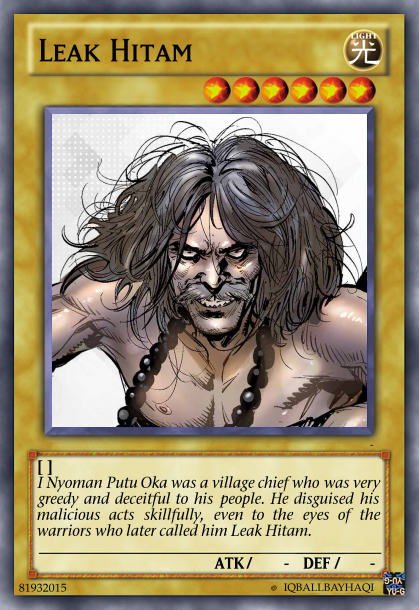 LEAK HITAM
LIGHT
光
-
[ ]
I Nyoman Putu Oka was a village chief who was very
greedy and deceitful to his people. He disguised his
malicious acts skillfully, even to the eyes of the
warriors who later called him Leak Hitam.
ATK / - DEF / -
81932015 © IQBALLBAYHAQI
YU-G